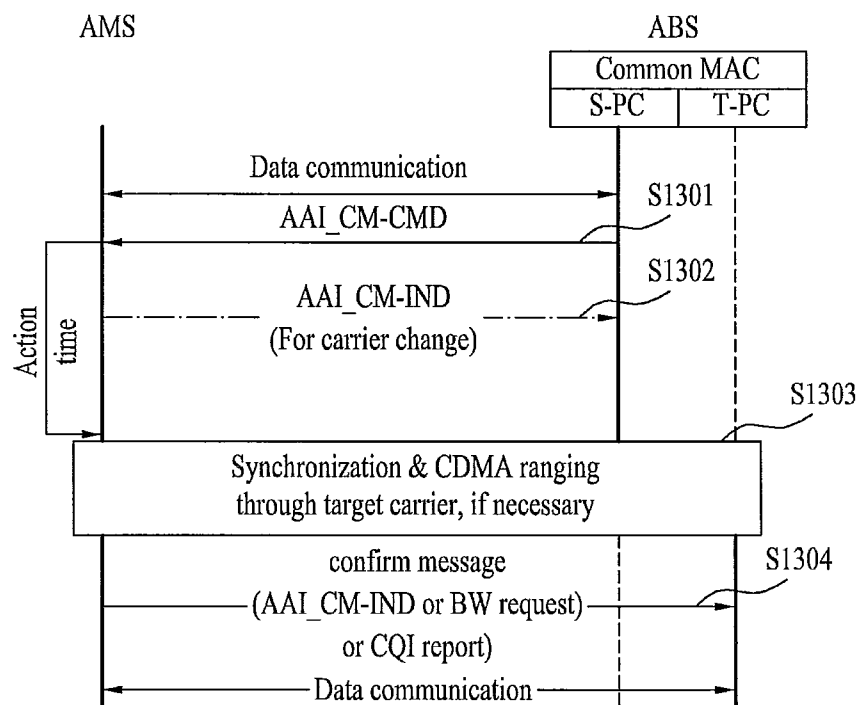 AMS
ABS
Common MAC
S-PC
T-PC
Data communication
S1301
AAI_CM-CMD
S1302
AAI_CM-IND
(For carrier change)
Action
time
S1303
Synchronization & CDMA ranging
through target carrier, if necessary
confirm message
S1304
(AAI_CM-IND or BW request)
or CQI report)
Data communication